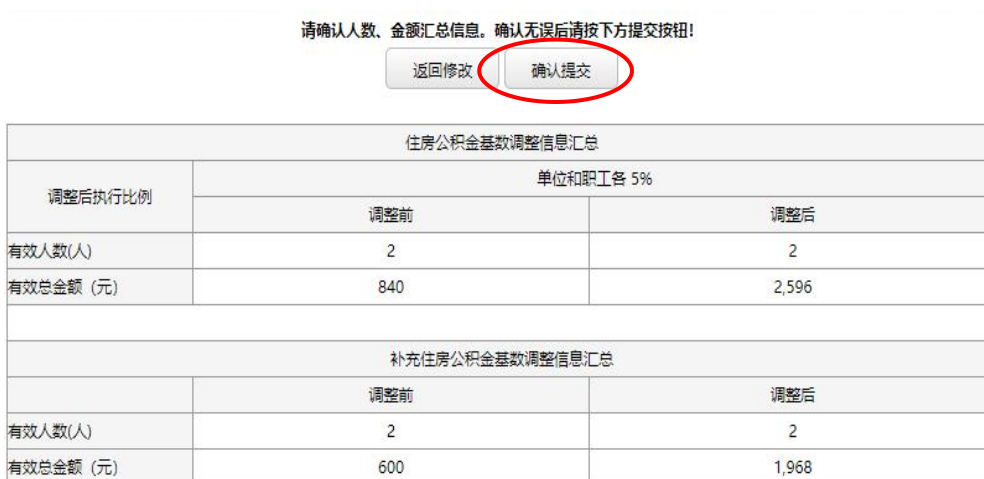 请确认人数、金额汇总信息。确认无误后请按下方提交按钮!
返回修改 确认提交
住房公积金基数调整信息汇总
调整后执行比例 单位和职工各 5%
调整前 调整后
有效人数(人) 2 2
有效总金额（元) 840 2,596
补充住房公积金基数调整信息汇总
调整前 调整后
有效人数(人) 2 2
有效总金额（元) 600 1,968